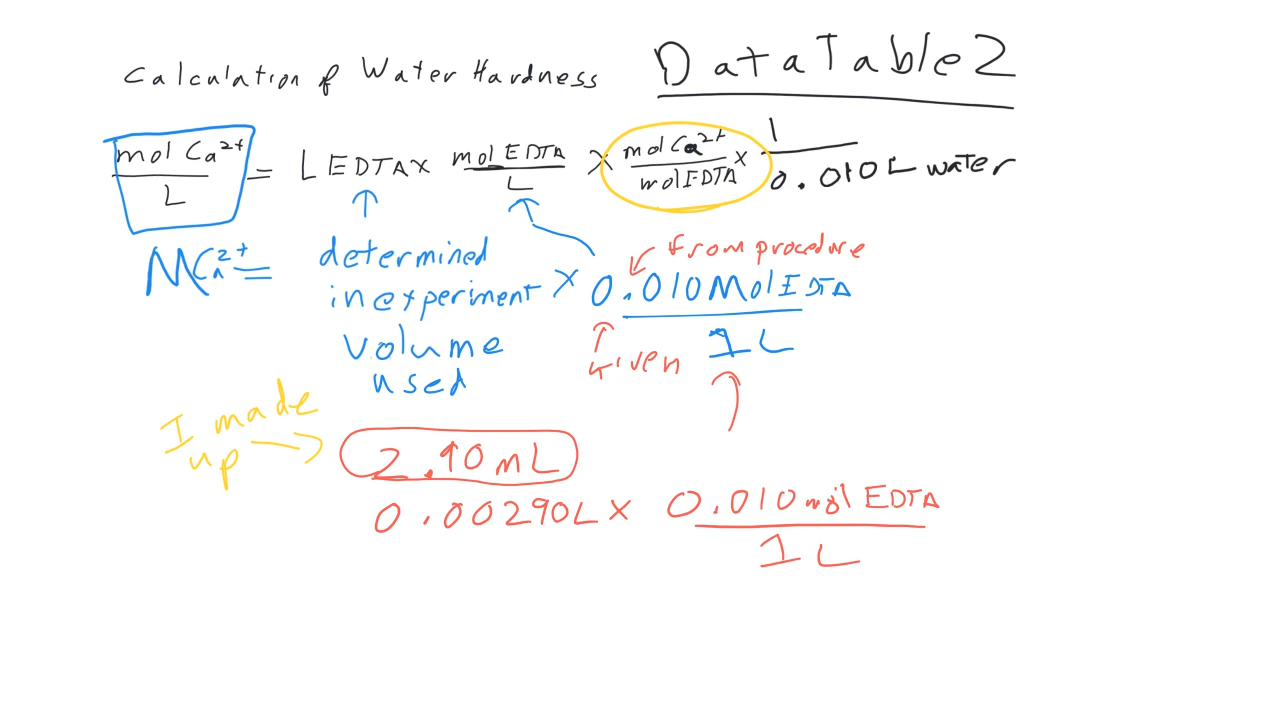 Calculation of Water Hardness
Data Table 2
mol Ca²⁺ / L = L EDTA x mol EDTA / L x mol Ca²⁺ / mol EDTA x 1 / 0.010 L water
M Ca²⁺ =
determined
in experiment
volume
used
x 0.010 Mol EDTA / 1 L
from procedure
given
I made
up
2.90 mL
0.00290 L x 0.010 mol EDTA / 1 L